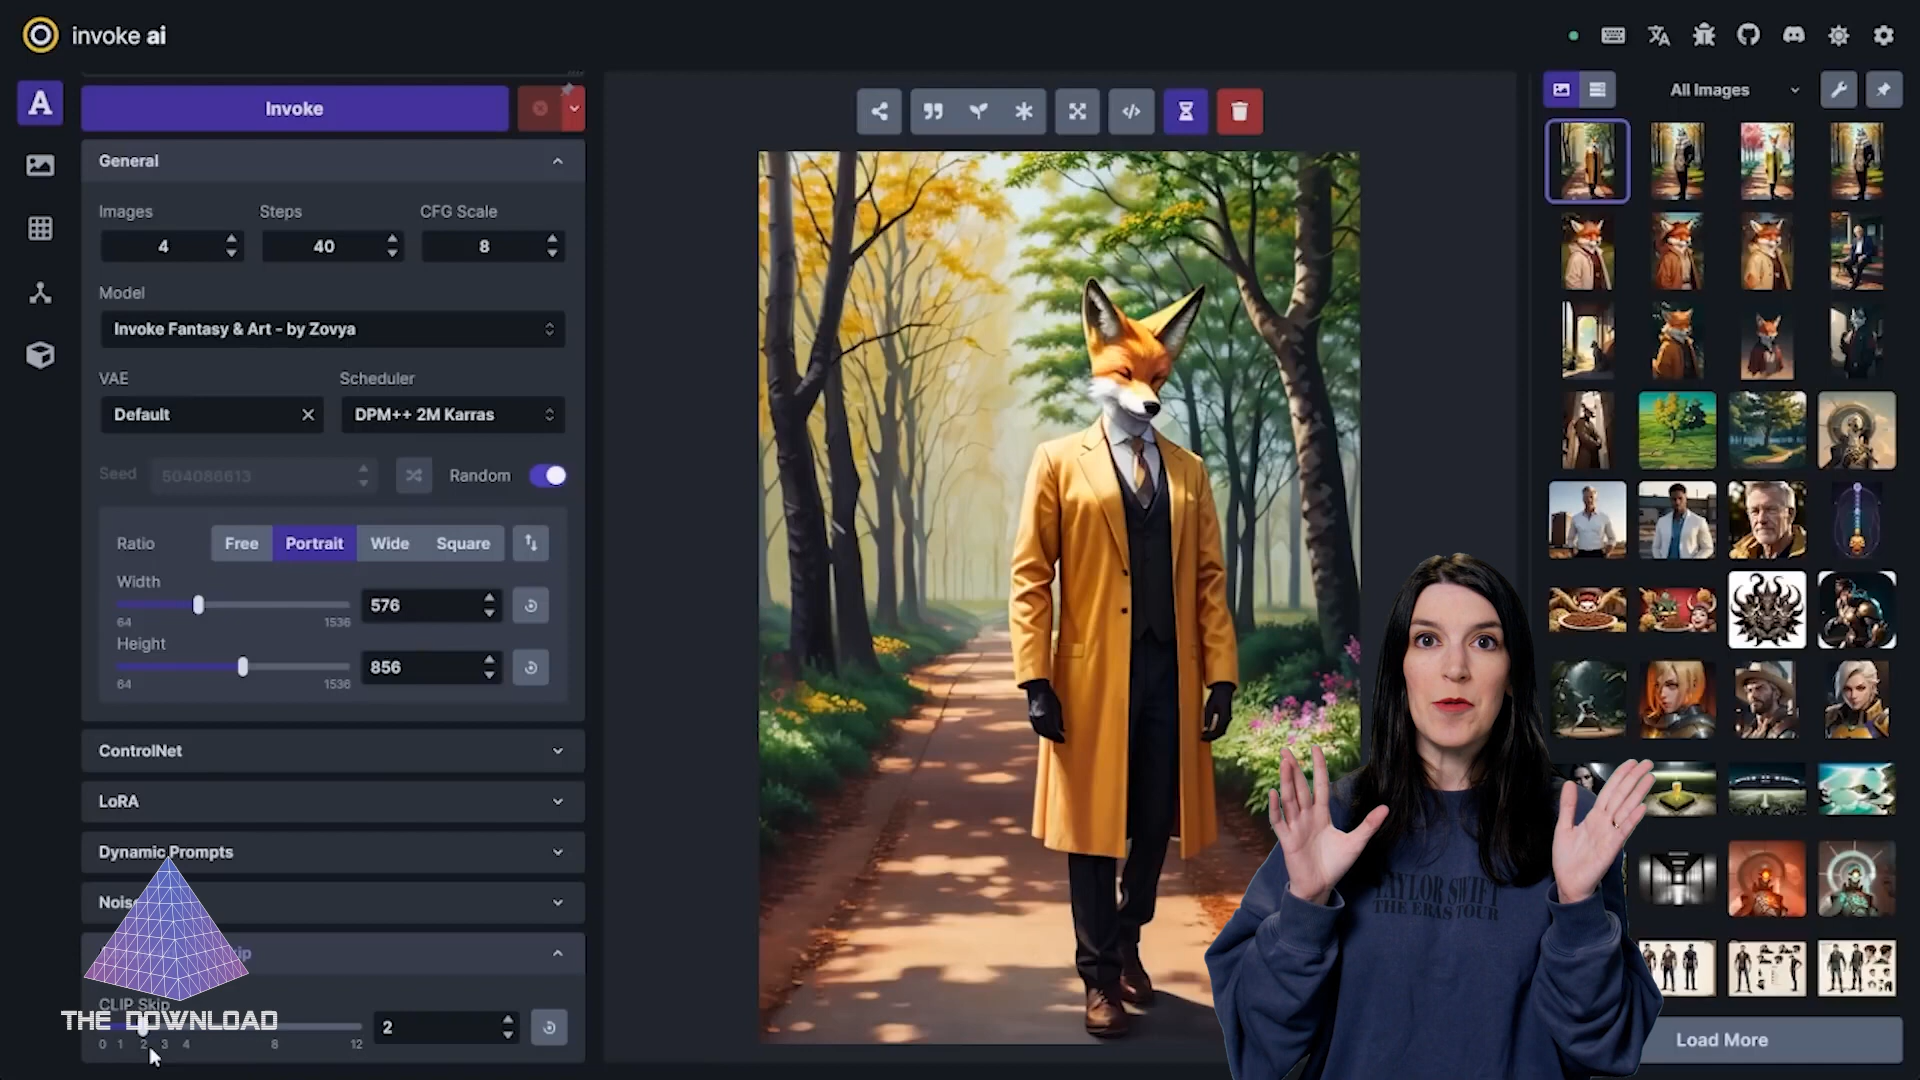 invoke ai
Invoke
All Images
General
Images
Steps
CFG Scale
4
40
8
Model
Invoke Fantasy & Art - by Zovya
VAE
Scheduler
Default
DPM++ 2M Karras
Seed
504086613
Random
Ratio
Free
Portrait
Wide
Square
Width
576
64
1536
Height
856
64
1536
ControlNet
LoRA
Dynamic Prompts
CLIP Skip
THE DOWNLOAD
2
0 1 2 3 4 8 12
TAYLOR SWIFT
THE ERAS TOUR
Load More